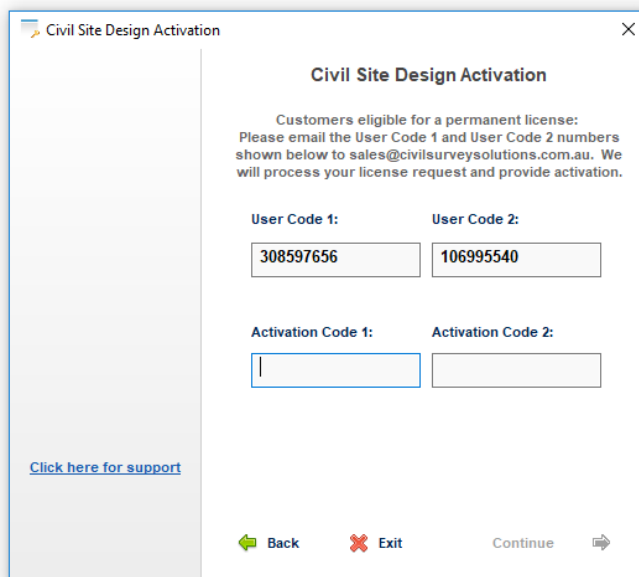 Civil Site Design Activation
Civil Site Design Activation
Customers eligible for a permanent license:
Please email the User Code 1 and User Code 2 numbers
shown below to sales@civilsurveysolutions.com.au. We
will process your license request and provide activation.
User Code 1: User Code 2:
308597656 106995540
Activation Code 1: Activation Code 2:
Click here for support
Back Exit Continue